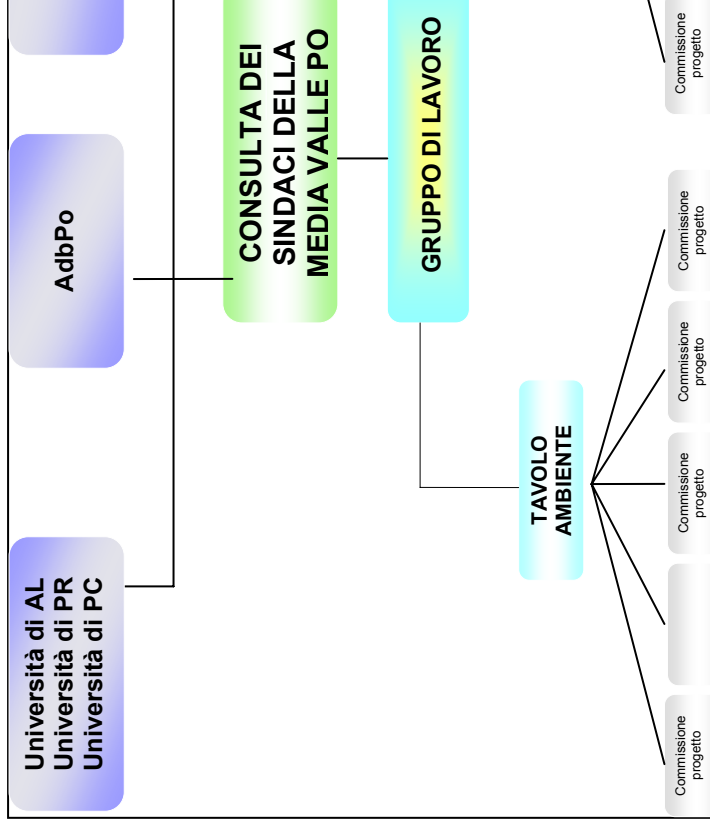 Università di AL
Università di PR
Università di PC
AdbPo
CONSULTA DEI
SINDACI DELLA
MEDIA VALLE PO
GRUPPO DI LAVORO
TAVOLO
AMBIENTE
Commissione
progetto
Commissione
progetto
Commissione
progetto
Commissione
progetto
Commissione
progetto